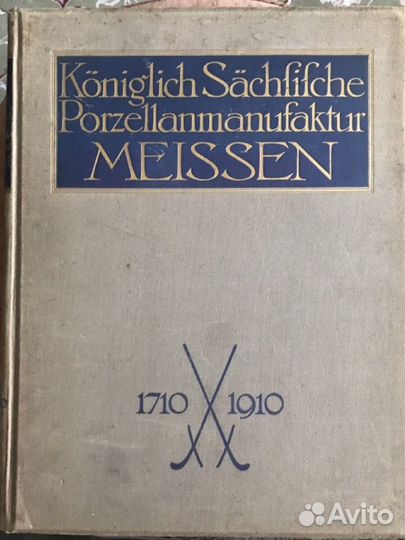 Königlich Sächſiſche
Porzellanmanufaktur
MEISSEN
1710 1910
Avito